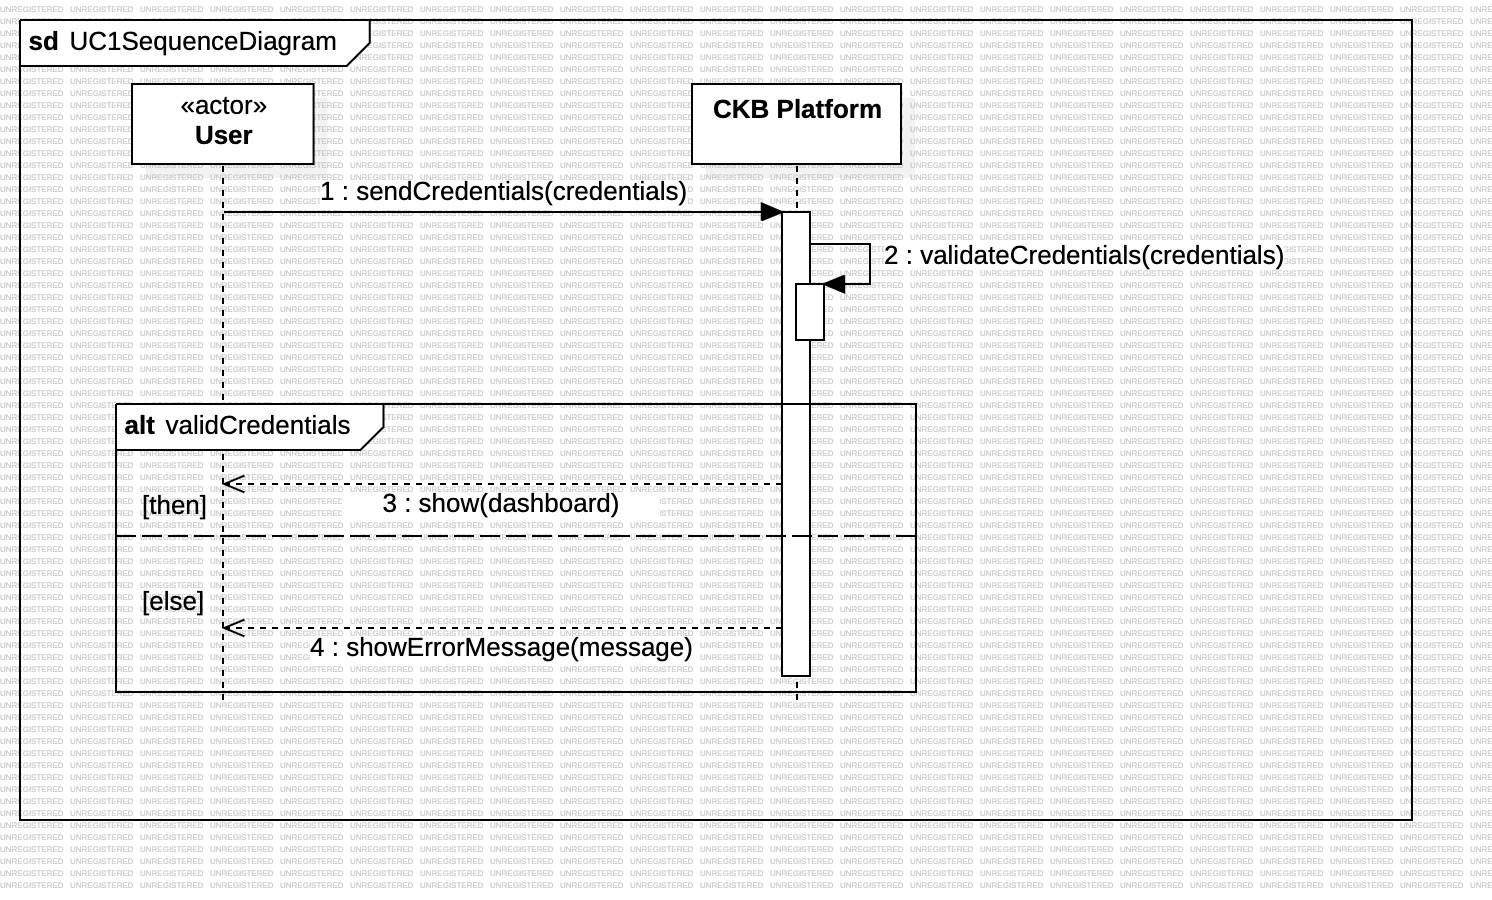 sd UC1SequenceDiagram
«actor»
User
CKB Platform
1 : sendCredentials(credentials)
2 : validateCredentials(credentials)
alt validCredentials
3 : show(dashboard)
[then]
[else]
4 : showErrorMessage(message)
UNREGISTERED